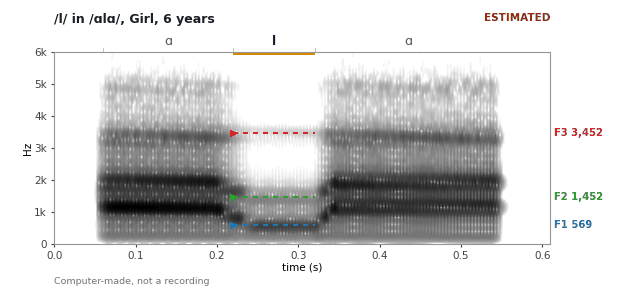 /l/ in /ɑlɑ/, Girl, 6 years
ESTIMATED
ɑ l ɑ
6k
5k
4k
3k
2k
1k
0
Hz
F3 3,452
F2 1,452
F1 569
0.0 0.1 0.2 0.3 0.4 0.5 0.6
time (s)
Computer-made, not a recording